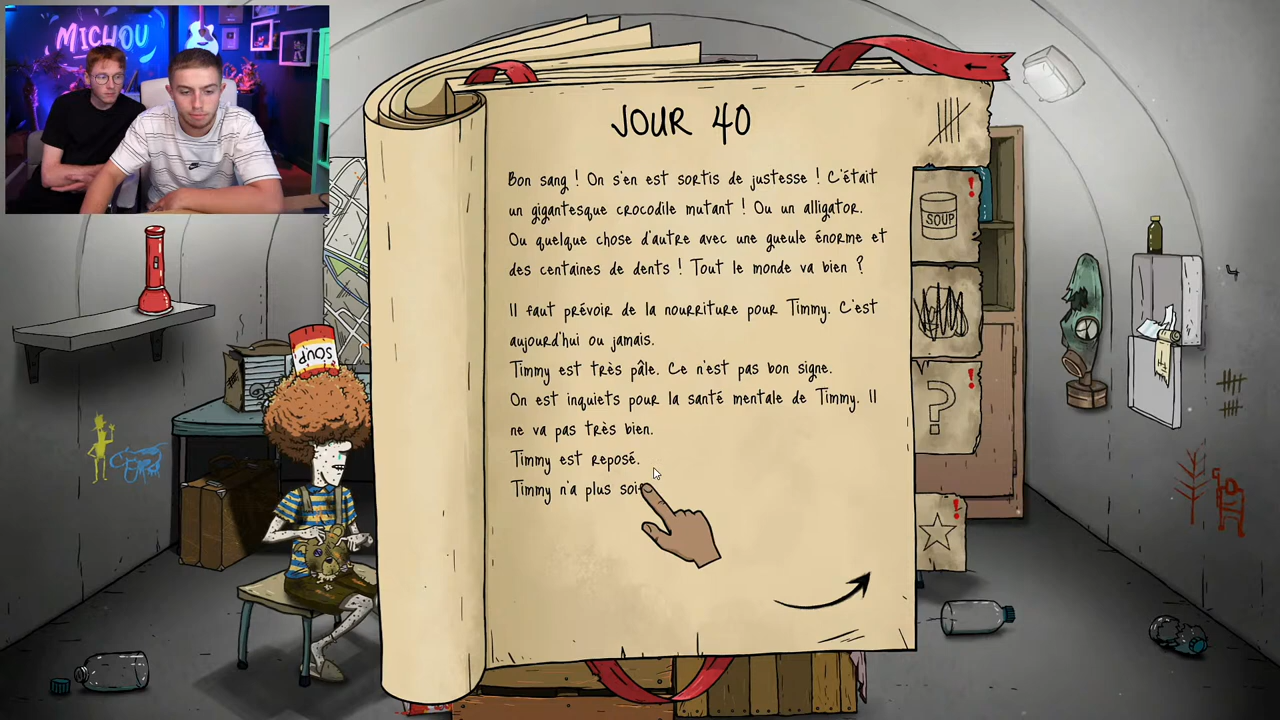 MICHOU
JOUR 40
Bon sang ! On s'en est sortis de justesse ! C'était
un gigantesque crocodile mutant ! Ou un alligator.
Ou quelque chose d'autre avec une gueule énorme et
des centaines de dents ! Tout le monde va bien ?
Il faut prévoir de la nourriture pour Timmy. C'est
aujourd'hui ou jamais.
Timmy est très pâle. Ce n'est pas bon signe.
On est inquiets pour la santé mentale de Timmy. Il
ne va pas très bien.
Timmy est reposé.
Timmy n'a plus
SOUP
!
!
?
!
SOUP